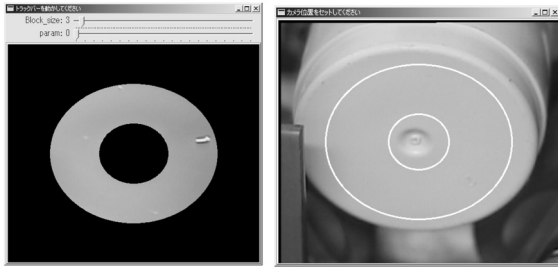 トラックバーを動かしてください
Block_size: 3
param: 0
カメラ位置をセットしてください